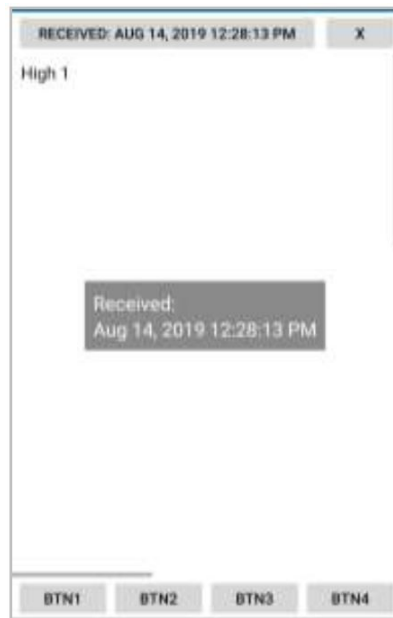 RECEIVED: AUG 14, 2019 12:28:13 PM X
High 1
Received:
Aug 14, 2019 12:28:13 PM
BTN1 BTN2 BTN3 BTN4